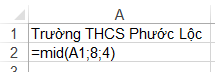 A
1 Trường THCS Phước Lộc
2 =mid(A1;8;4)